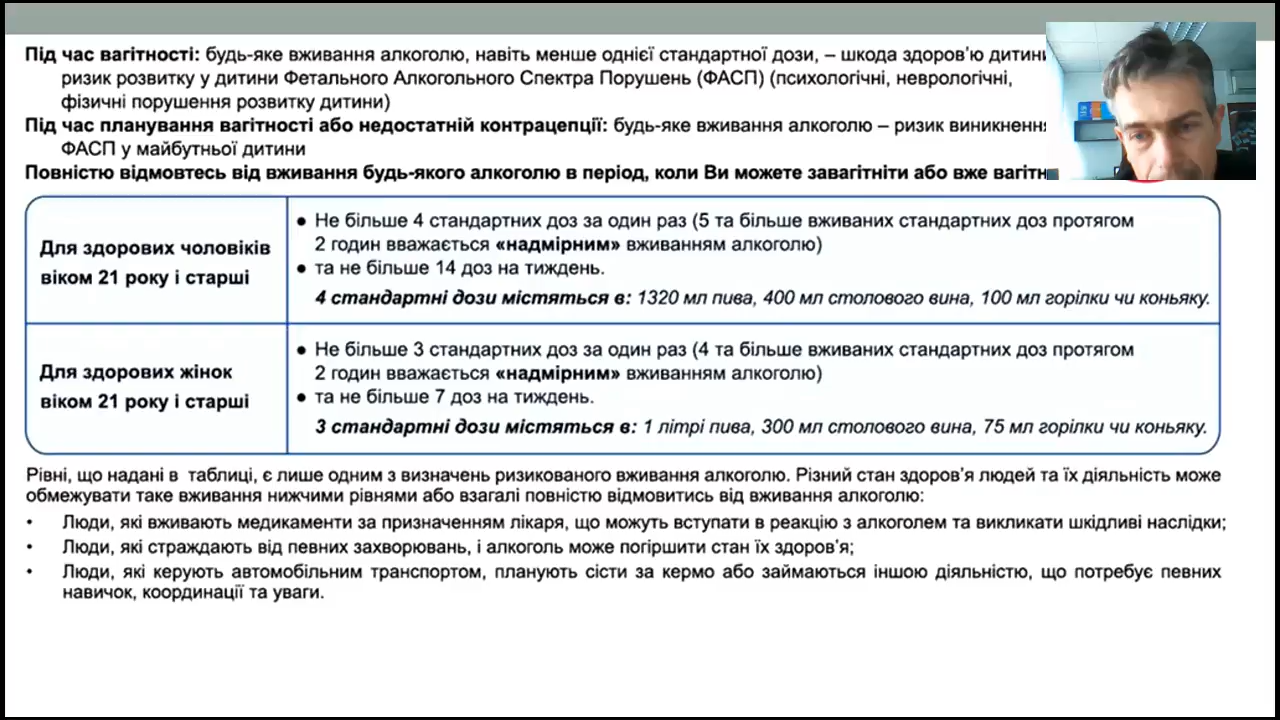 Під час вагітності: будь-яке вживання алкоголю, навіть менше однієї стандартної дози, – шкода здоров'ю дитини
ризик розвитку у дитини Фетального Алкогольного Спектра Порушень (ФАСП) (психологічні, неврологічні,
фізичні порушення розвитку дитини)
Під час планування вагітності або недостатній контрацепції: будь-яке вживання алкоголю – ризик виникнення
ФАСП у майбутньої дитини
Повністю відмовтесь від вживання будь-якого алкоголю в період, коли Ви можете завагітніти або вже
Для здорових чоловіків
віком 21 року і старші
● Не більше 4 стандартних доз за один раз (5 та більше вживаних стандартних доз протягом
2 годин вважається «надмірним» вживанням алкоголю)
● та не більше 14 доз на тиждень.
4 стандартні дози містяться в: 1320 мл пива, 400 мл столового вина, 100 мл горілки чи коньяку.
Для здорових жінок
віком 21 року і старші
● Не більше 3 стандартних доз за один раз (4 та більше вживаних стандартних доз протягом
2 годин вважається «надмірним» вживанням алкоголю)
● та не більше 7 доз на тиждень.
3 стандартні дози містяться в: 1 літрі пива, 300 мл столового вина, 75 мл горілки чи коньяку.
Рівні, що надані в таблиці, є лише одним з визначень ризикованого вживання алкоголю. Різний стан здоров'я людей та їх діяльність може
обмежувати таке вживання нижчими рівнями або взагалі повністю відмовитись від вживання алкоголю:
• Люди, які вживають медикаменти за призначенням лікаря, що можуть вступати в реакцію з алкоголем та викликати шкідливі наслідки;
• Люди, які страждають від певних захворювань, і алкоголь може погіршити стан їх здоров'я;
• Люди, які керують автомобільним транспортом, планують сісти за кермо або займаються іншою діяльністю, що потребує певних
навичок, координації та уваги.